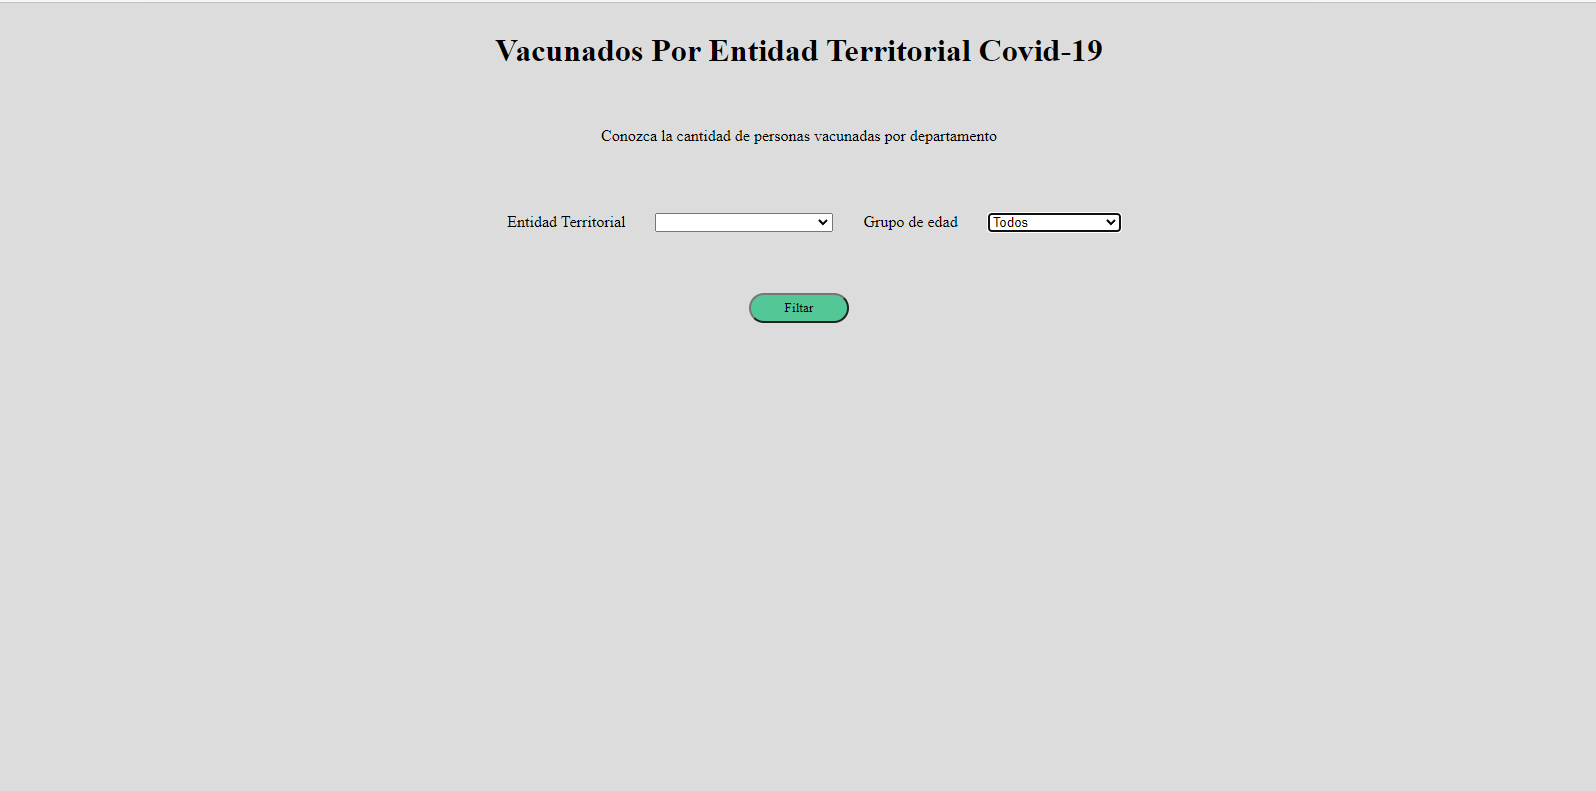 Vacunados Por Entidad Territorial Covid-19
Conozca la cantidad de personas vacunadas por departamento
Entidad Territorial Grupo de edad Todos
Filtar